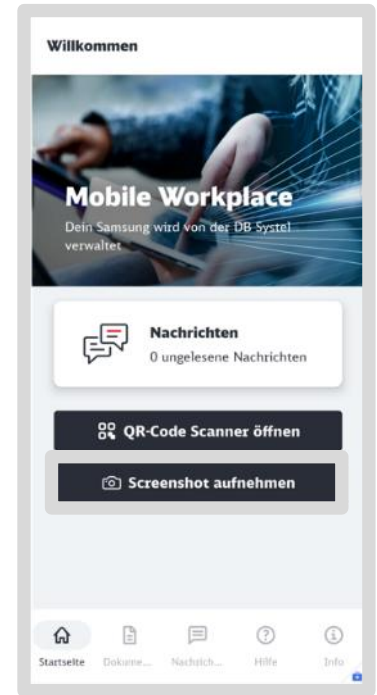 Willkommen
Mobile Workplace
Dein Samsung wird von der DB Systel
verwaltet
Nachrichten
0 ungelesene Nachrichten
QR-Code Scanner öffnen
Screenshot aufnehmen
Startseite Dokume... Nachrich... Hilfe Info